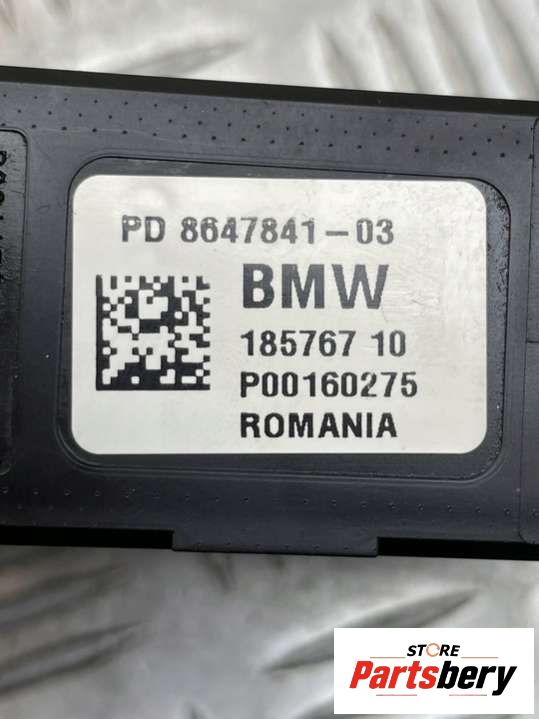 PD 8647841-03
BMW
185767 10
P00160275
ROMANIA
STORE
Partsbery